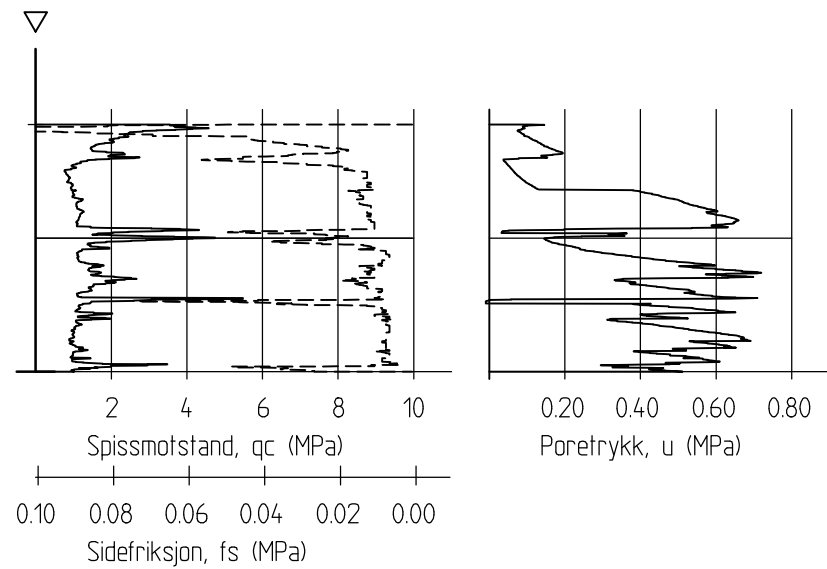 2 4 6 8 10
Spissmotstand, qc (MPa)
0.10 0.08 0.06 0.04 0.02 0.00
Sidefriksjon, fs (MPa)
0.20 0.40 0.60 0.80
Poretrykk, u (MPa)